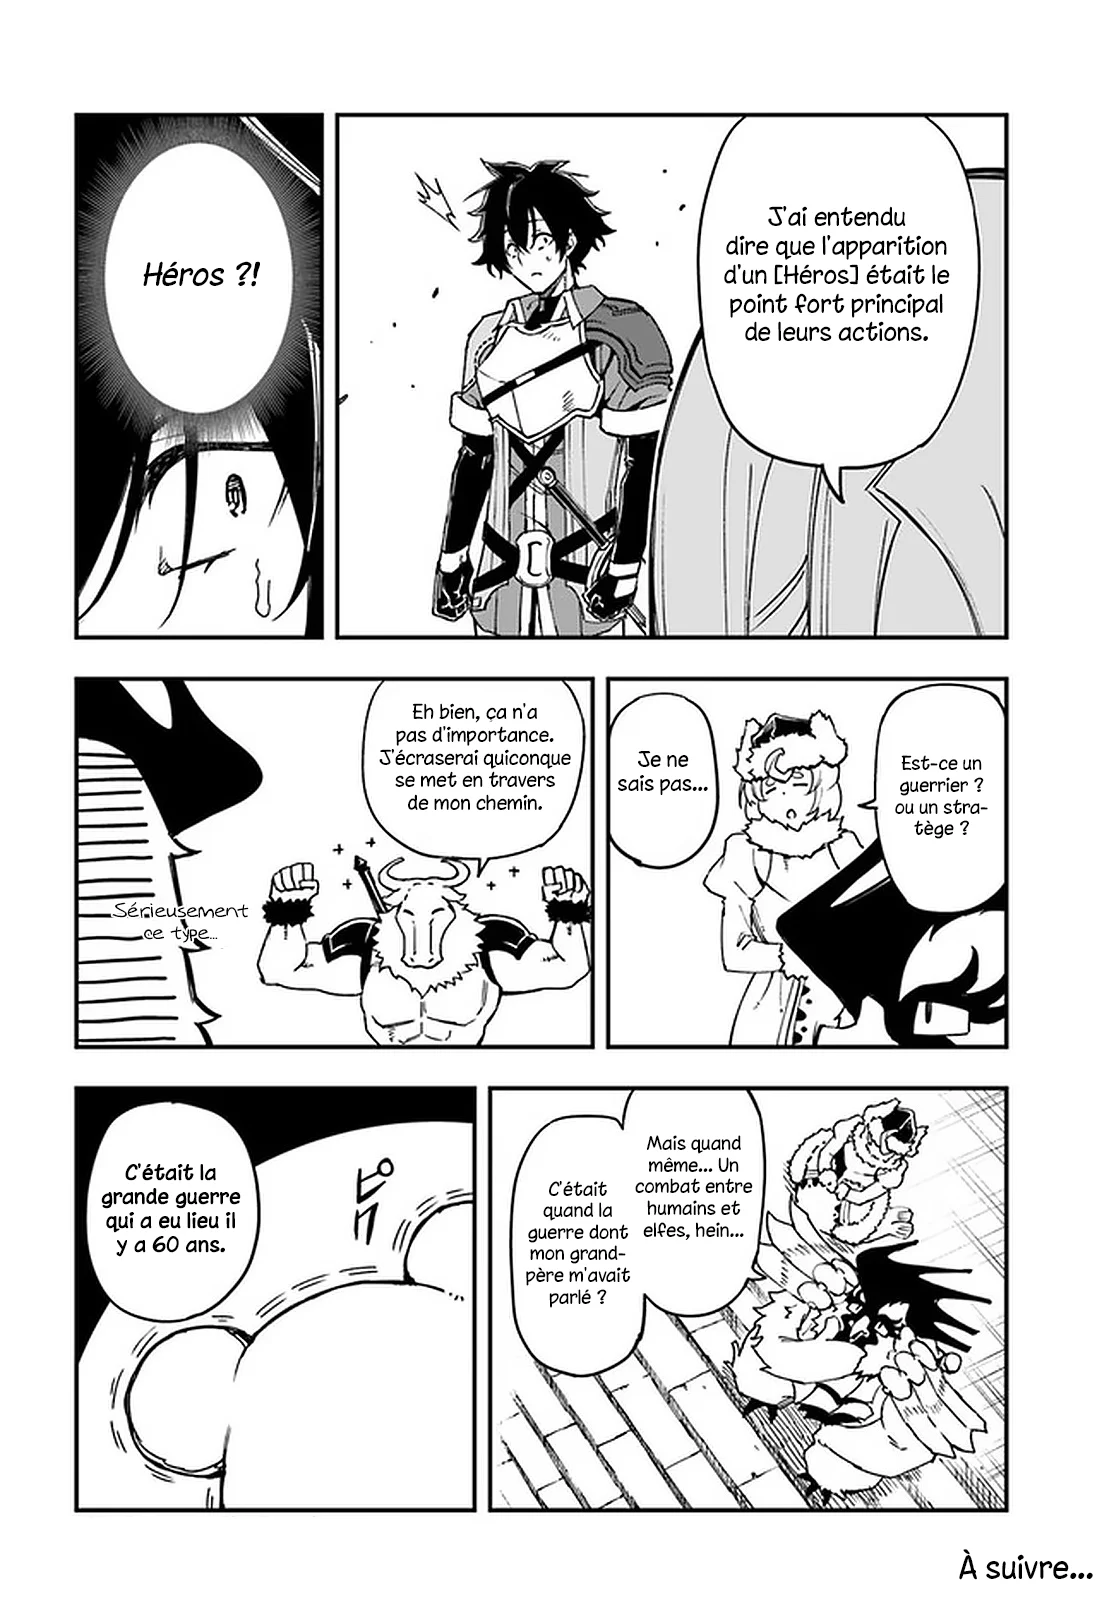 J'ai entendu
dire que l'apparition
d'un [Héros] était le
point fort principal
de leurs actions.
Héros ?!
Est-ce un
guerrier ?
ou un stra-
tège ?
Je ne
sais pas...
Eh bien, ça n'a
pas d'importance.
J'écraserai quiconque
se met en travers
de mon chemin.
Sérieusement
ce type...
Mais quand
même... Un
combat entre
humains et
elfes, hein...
C'était
quand la
guerre dont
mon grand-
père m'avait
parlé ?
C'était la
grande guerre
qui a eu lieu il
y a 60 ans.
ピク
À suivre...